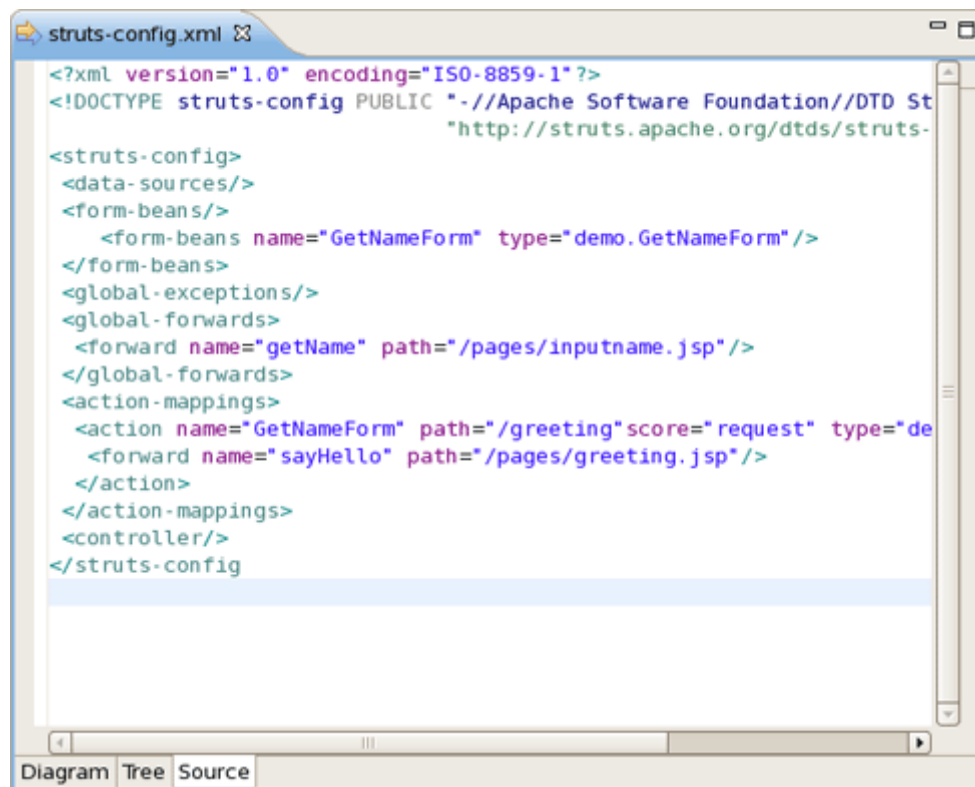 struts-config.xml
<?xml version="1.0" encoding="ISO-8859-1"?>
<!DOCTYPE struts-config PUBLIC "-//Apache Software Foundation//DTD St
"http://struts.apache.org/dtds/struts-
<struts-config>
<data-sources/>
<form-beans/>
<form-beans name="GetNameForm" type="demo.GetNameForm"/>
</form-beans>
<global-exceptions/>
<global-forwards>
<forward name="getName" path="/pages/inputname.jsp"/>
</global-forwards>
<action-mappings>
<action name="GetNameForm" path="/greeting"score="request" type="de
<forward name="sayHello" path="/pages/greeting.jsp"/>
</action>
</action-mappings>
<controller/>
</struts-config
Diagram Tree Source